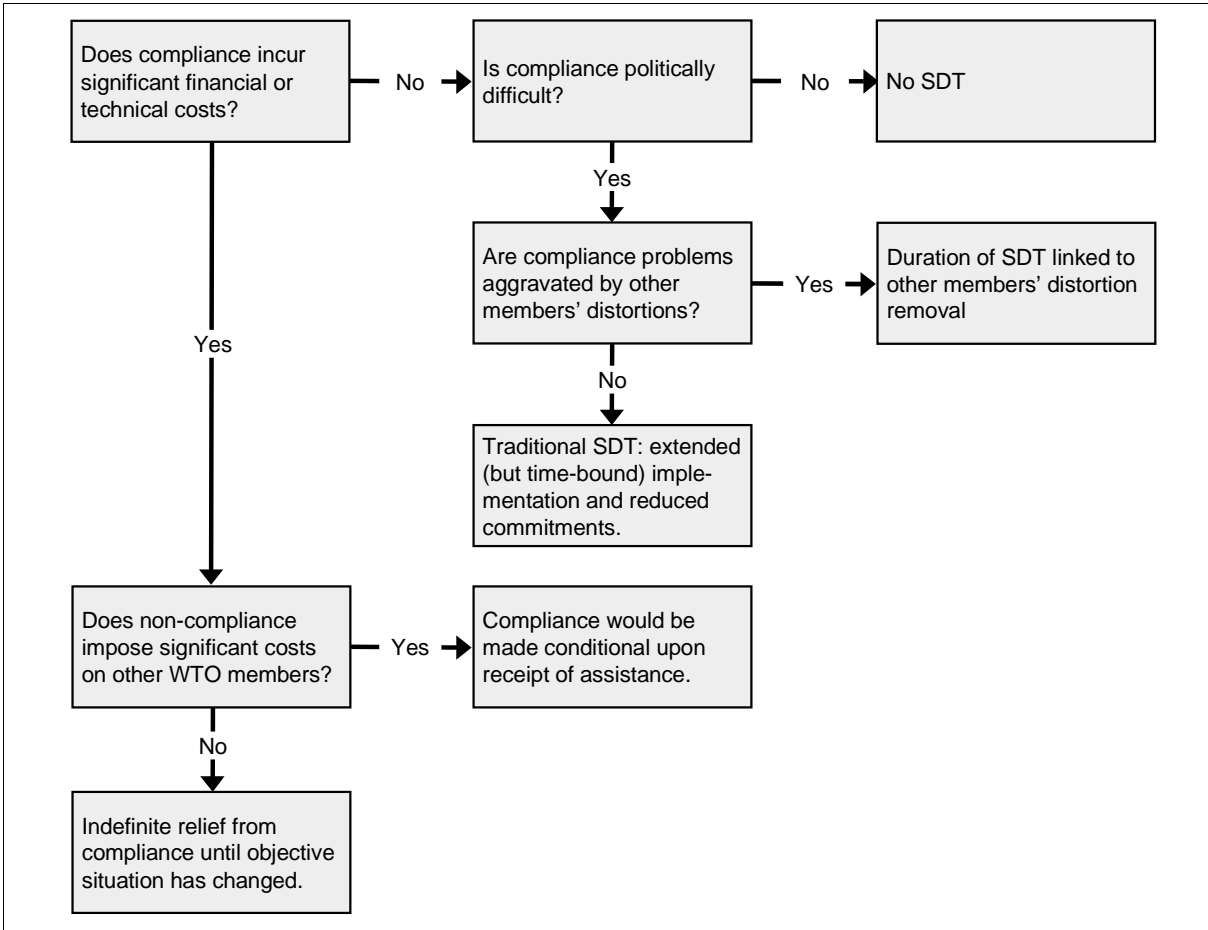 Does compliance incur
significant financial or
technical costs?
No
Is compliance politically
difficult?
No
No SDT
Yes
Are compliance problems
aggravated by other
members’ distortions?
Yes
Duration of SDT linked to
other members’ distortion
removal
Yes
No
Traditional SDT: extended
(but time-bound) imple-
mentation and reduced
commitments.
Does non-compliance
impose significant costs
on other WTO members?
Yes
Compliance would be
made conditional upon
receipt of assistance.
No
Indefinite relief from
compliance until objective
situation has changed.